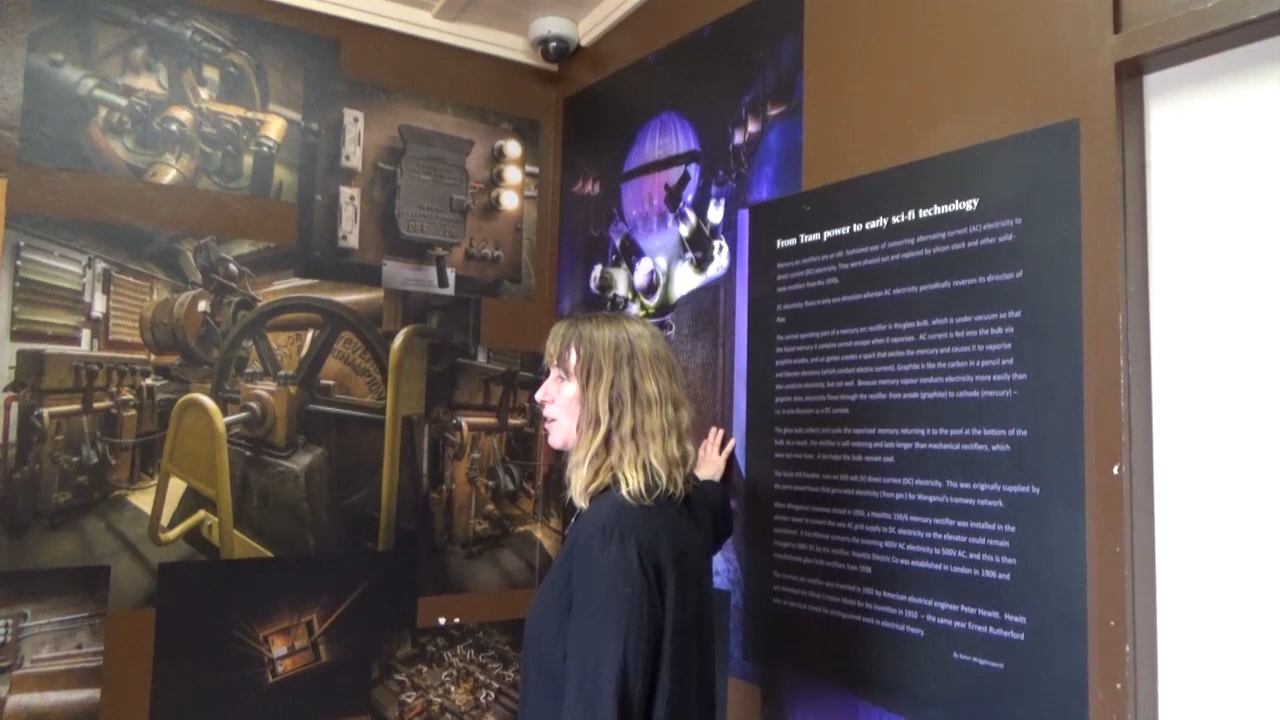 From Tram power to early sci-fi technology
Mercury arc rectifiers are an old-fashioned way of converting alternating current (AC) electricity to
direct current (DC) electricity. They were phased out and replaced by silicon stack and other solid-
state rectifiers from the 1970s.
DC electricity flows in only one direction whereas AC electricity periodically reverses its direction of
flow.
The central operating part of a mercury arc rectifier is the glass bulb, which is under vacuum so that
the liquid mercury it contains cannot escape when it vaporises. AC current is fed into the bulb via
graphite anodes, and an igniter creates a spark that excites the mercury and causes it to vaporise
and liberate electrons (which conduct electric current). Graphite is like the carbon in a pencil and
also conducts electricity, but not well. Because mercury vapour conducts electricity more easily than
graphite does, electricity flows through the rectifier from anode (graphite) to cathode (mercury) –
i.e. in one direction as a DC current.
The glass bulb collects and cools the vaporised mercury, returning it to the pool at the bottom of the
bulb. As a result, the rectifier is self-restoring and lasts longer than mechanical rectifiers, which
wear out over time. A fan helps the bulb remain cool.
The Durie Hill Elevator runs on 500 volt (V) direct current (DC) electricity. This was originally supplied by
the same powerhouse that generated electricity (from gas) for Wanganui's tramway network.
When Wanganui's tramway closed in 1950, a Hewittic 150/6 mercury rectifier was installed in the
elevator tower to convert the new AC grid supply to DC electricity so the elevator could remain
operational. A transformer converts the incoming 400V AC electricity to 500V AC, and this is then
changed to 500V DC by the rectifier. Hewittic Electric Co was established in London in 1906 and
manufactured glass bulb rectifiers from
The mercury arc rectifier was invented in 1902 by American electrical engineer Peter Hewitt. Hewitt
the same year Ernest Rutherford
for distinguished work in electrical theory.
OFF ON